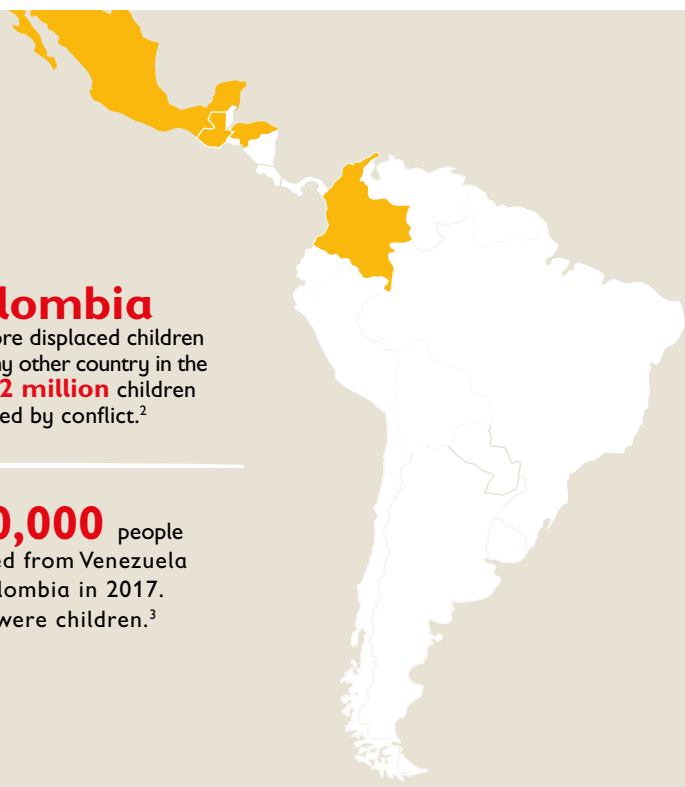 lombia
ore displaced children
ny other country in the
2 million children
ed by conflict.²
0,000 people
ed from Venezuela
lombia in 2017.
were children.³